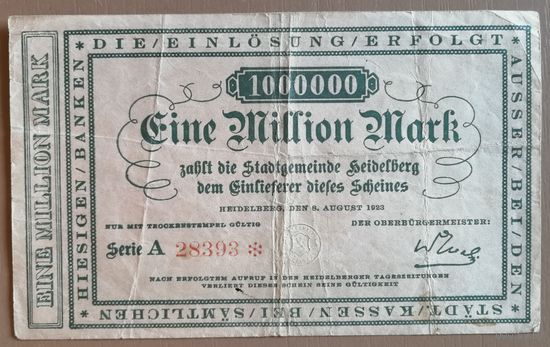 EINE MILLION MARK
* DIE / EINLÖSUNG / ERFOLGT *
AUSSER / BEI / DEN
* STÄDT. / KASSEN / BEI / SÄMTLICHEN *
HIESIGEN / BANKEN
1000000
Eine Million Mark
zahlt die Stadtgemeinde Heidelberg
dem Einlieferer dieses Scheines
HEIDELBERG, DEN 8. AUGUST 1923
NUR MIT TROCKENSTEMPEL GÜLTIG
DER OBERBÜRGERMEISTER:
Serie A 28393 *
NACH ERFOLGTEM AUFRUF IN DEN HEIDELBERGER TAGESZEITUNGEN
VERLIERT DIESER SCHEIN SEINE GÜLTIGKEIT